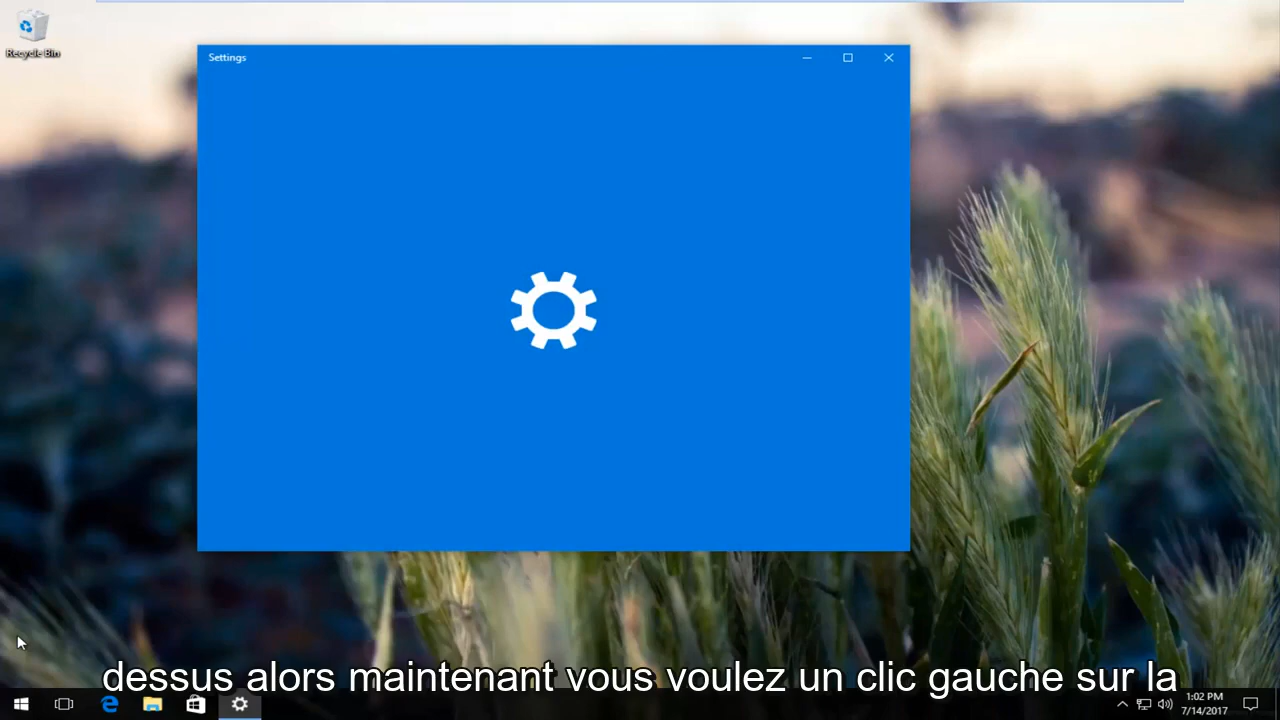 Recycle Bin
Settings
dessus alors maintenant vous voulez un clic gauche sur la
1:02 PM
7/14/2017